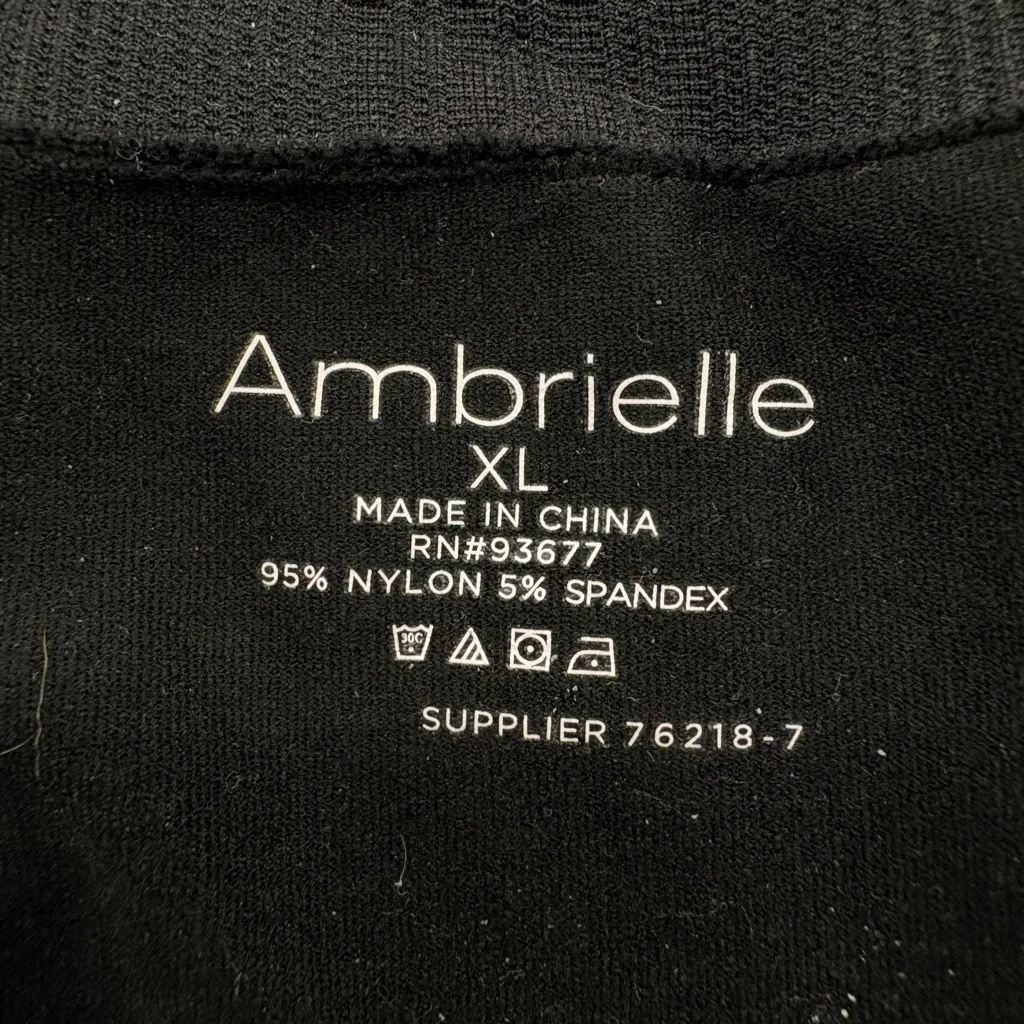 Ambrielle
XL
MADE IN CHINA
RN#93677
95% NYLON 5% SPANDEX
30C
SUPPLIER 76218-7